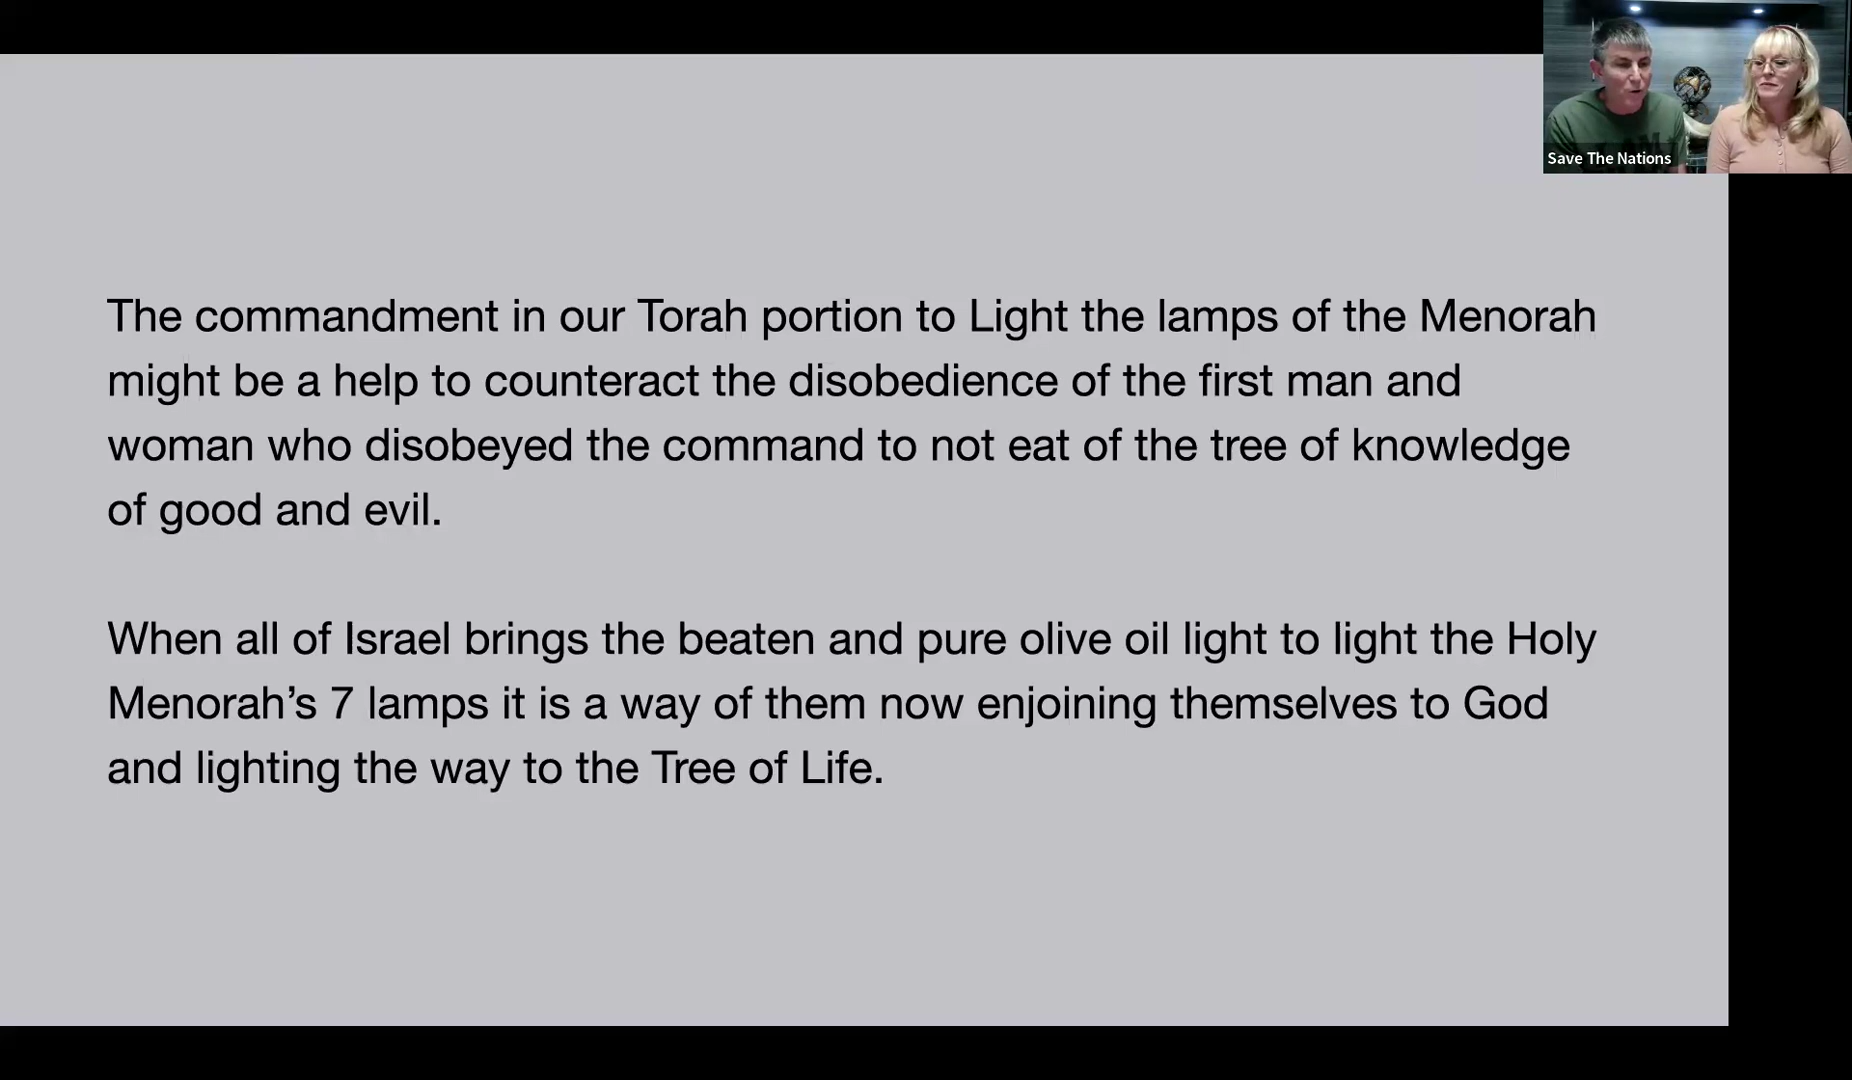 Save The Nations
The commandment in our Torah portion to Light the lamps of the Menorah
might be a help to counteract the disobedience of the first man and
woman who disobeyed the command to not eat of the tree of knowledge
of good and evil.
When all of Israel brings the beaten and pure olive oil light to light the Holy
Menorah’s 7 lamps it is a way of them now enjoining themselves to God
and lighting the way to the Tree of Life.